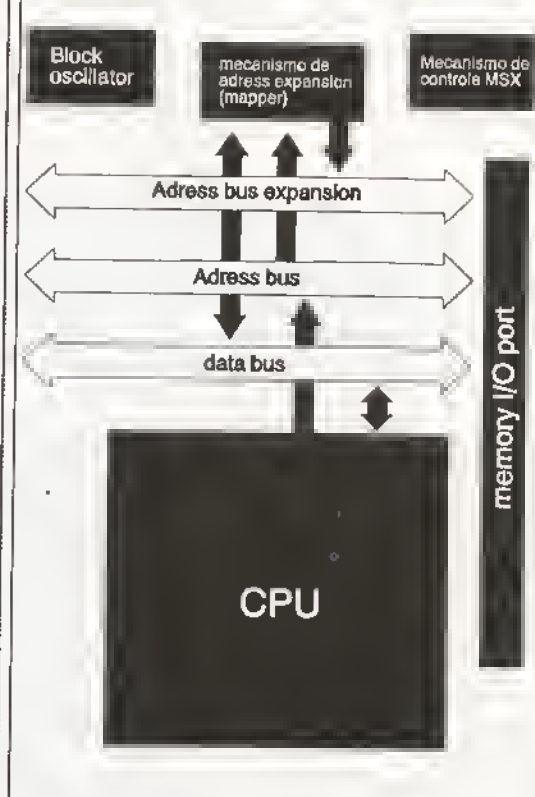 Block
oscillator
mecanismo de
adress expansion
(mapper)
Mecanismo de
controle MSX
Adress bus expansion
Adress bus
data bus
memory I/O port
CPU